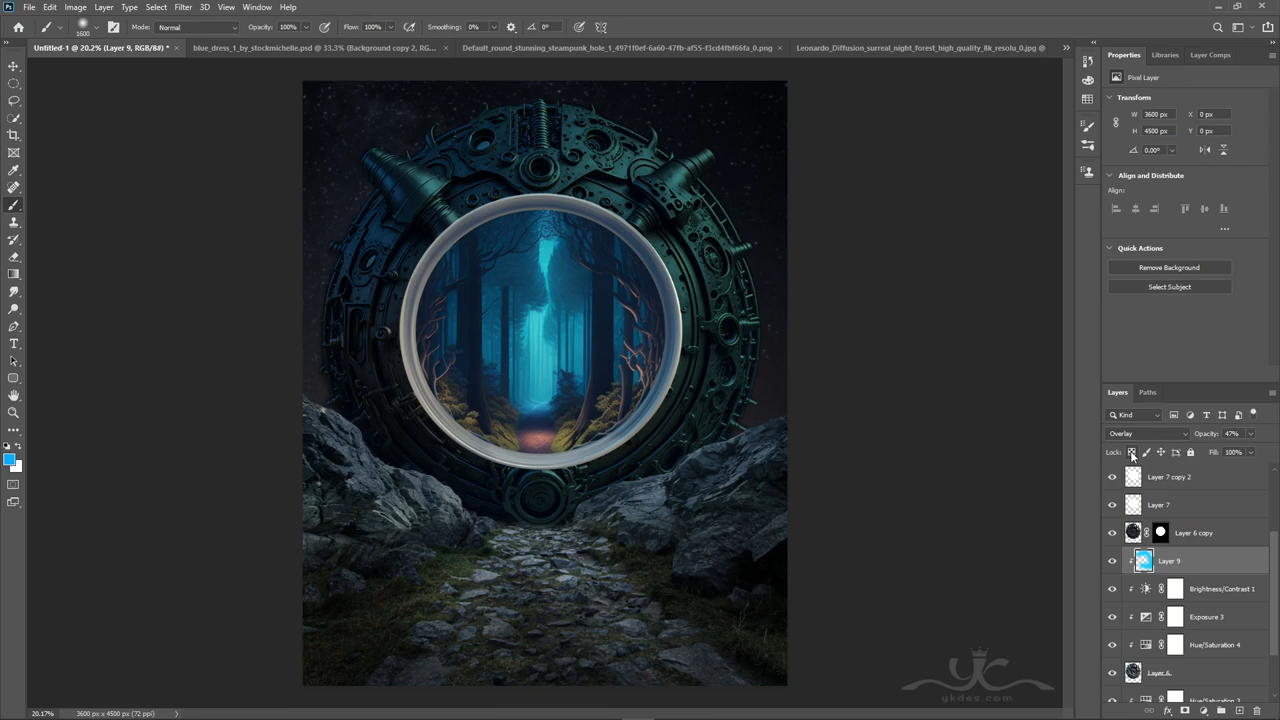 Ps File Edit Image Layer Type Select Filter 3D View Window Help
1600 Mode: Normal Opacity: 100% Flow: 100% Smoothing: 0% 0°
Untitled-1 @ 20.2% (Layer 9, RGB/8#) * × blue_dress_1_by_stockmichelle.psd @ 33.3% (Background copy 2, RG... × Default_round_stunning_steampunk_hole_1_4971f0ef-6a60-47fb-af55-f3cd4fbf66fa_0.png × Leonardo_Diffusion_surreal_night_forest_high_quality_8k_resolu_0.jpg @
Properties Libraries Layer Comps
Pixel Layer
Transform
W 3600 px X 0 px
H 4500 px Y 0 px
0.00°
Align and Distribute
Align:
Quick Actions
Remove Background
Select Subject
Layers Paths
Kind
Overlay Opacity: 47%
Lock: Fill: 100%
Layer 7 copy 2
Layer 7
Layer 6 copy
Layer 9
Brightness/Contrast 1
Exposure 3
Hue/Saturation 4
Layer 6
yc
ykdes.com
20.17% 3600 px x 4500 px (72 ppi)